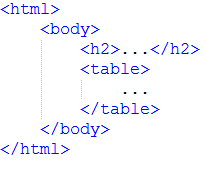 <html>
<body>
<h2>...</h2>
<table>
...
</table>
</body>
</html>